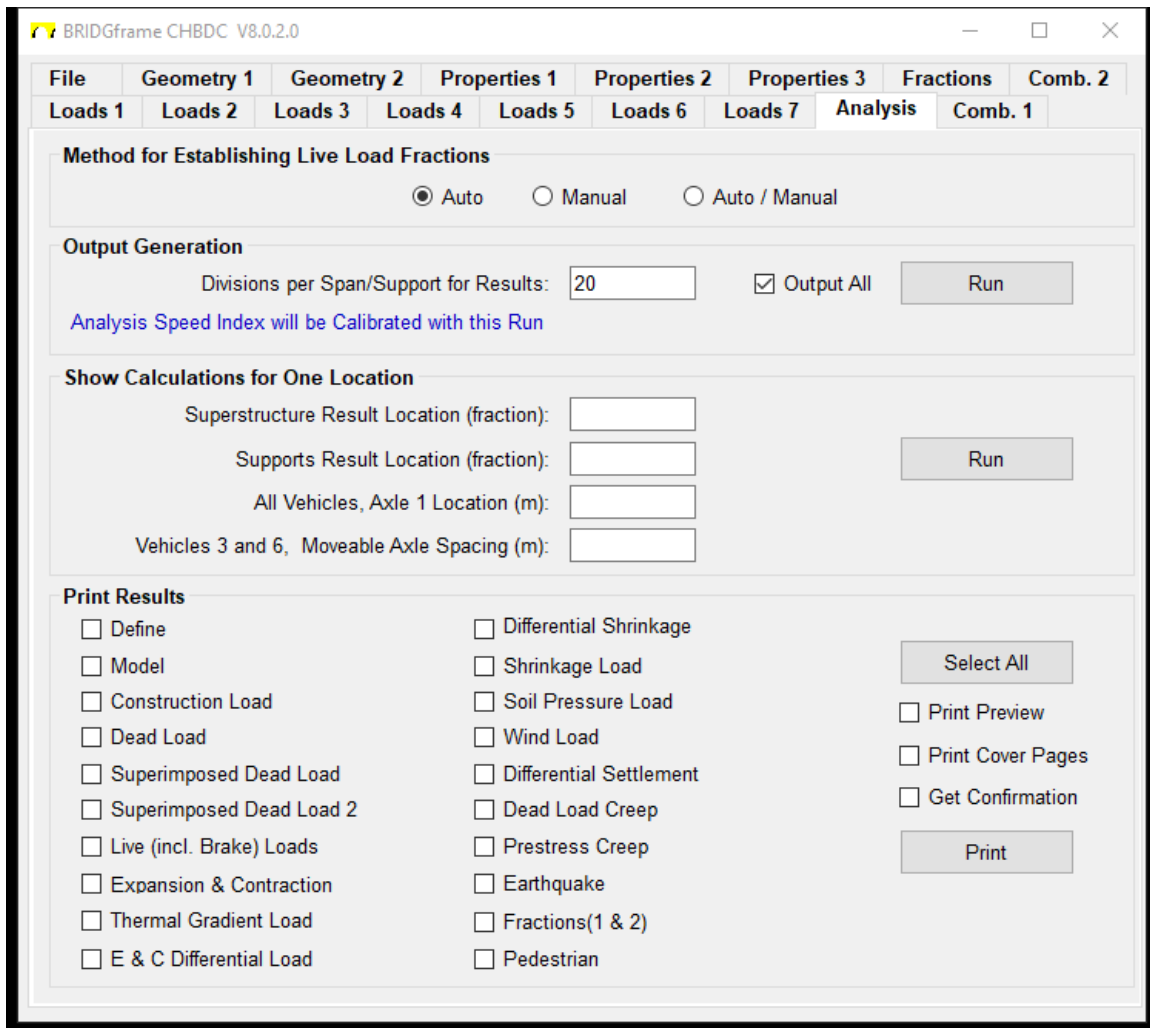 BRIDGframe CHBDC V8.0.2.0
File Geometry 1 Geometry 2 Properties 1 Properties 2 Properties 3 Fractions Comb. 2
Loads 1 Loads 2 Loads 3 Loads 4 Loads 5 Loads 6 Loads 7 Analysis Comb. 1
Method for Establishing Live Load Fractions
Auto Manual Auto / Manual
Output Generation
Divisions per Span/Support for Results: 20 Output All Run
Analysis Speed Index will be Calibrated with this Run
Show Calculations for One Location
Superstructure Result Location (fraction):
Supports Result Location (fraction): Run
All Vehicles, Axle 1 Location (m):
Vehicles 3 and 6, Moveable Axle Spacing (m):
Print Results
Define
Model
Construction Load
Dead Load
Superimposed Dead Load
Superimposed Dead Load 2
Live (incl. Brake) Loads
Expansion & Contraction
Thermal Gradient Load
E & C Differential Load
Differential Shrinkage
Shrinkage Load
Soil Pressure Load
Wind Load
Differential Settlement
Dead Load Creep
Prestress Creep
Earthquake
Fractions(1 & 2)
Pedestrian
Select All
Print Preview
Print Cover Pages
Get Confirmation
Print